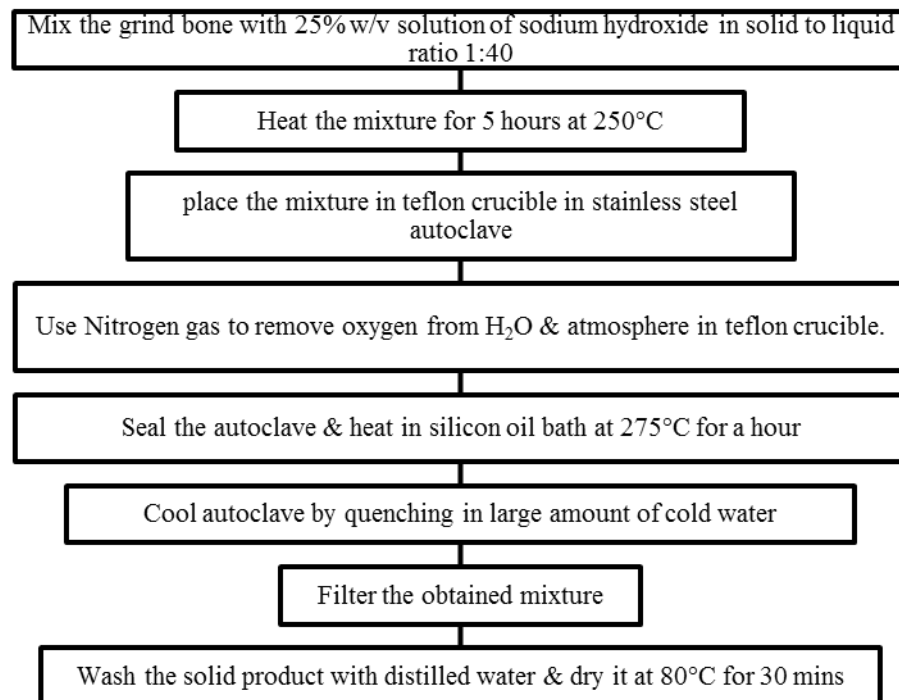 Mix the grind bone with 25% w/v solution of sodium hydroxide in solid to liquid
ratio 1:40
Heat the mixture for 5 hours at 250°C
place the mixture in teflon crucible in stainless steel
autoclave
Use Nitrogen gas to remove oxygen from H₂O & atmosphere in teflon crucible.
Seal the autoclave & heat in silicon oil bath at 275°C for a hour
Cool autoclave by quenching in large amount of cold water
Filter the obtained mixture
Wash the solid product with distilled water & dry it at 80°C for 30 mins